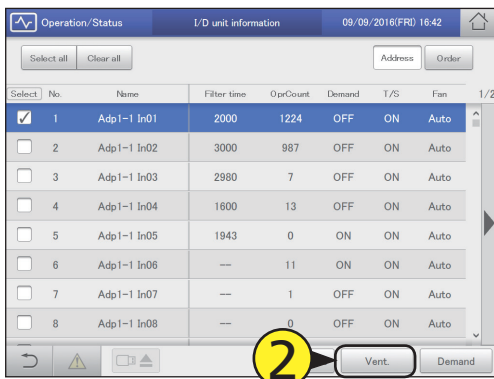 Operation/Status I/D unit information 09/09/2016(FRI) 16:42
Select all Clear all Address Order
Select No. Name Filter time OprCount Demand T/S Fan 1/2
1 Adp1-1 In01 2000 1224 OFF ON Auto
2 Adp1-1 In02 3000 987 OFF ON Auto
3 Adp1-1 In03 2980 7 OFF ON Auto
4 Adp1-1 In04 1600 13 OFF ON Auto
5 Adp1-1 In05 1943 0 ON ON Auto
6 Adp1-1 In06 -- 11 ON ON Auto
7 Adp1-1 In07 -- 1 OFF ON Auto
8 Adp1-1 In08 -- 0 OFF ON Auto
2 Vent. Demand